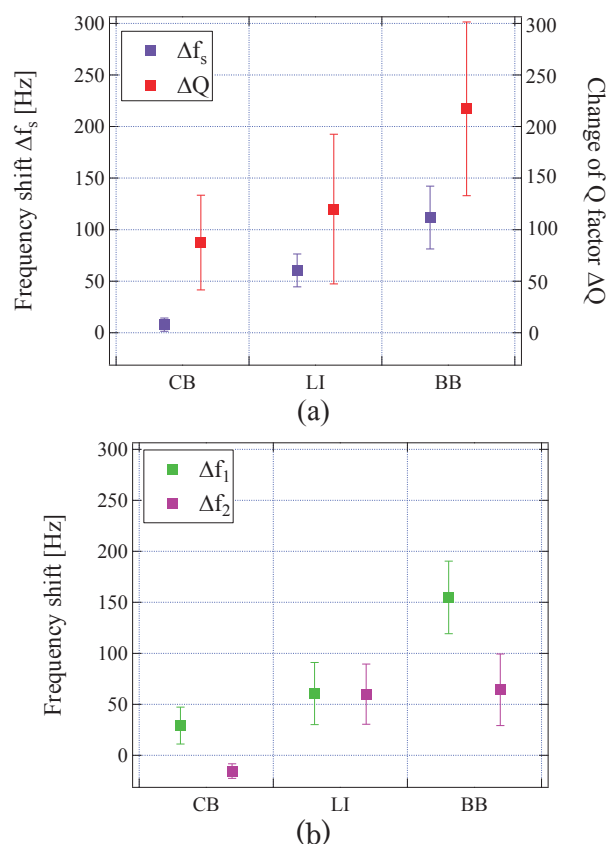 300
250
200
150
100
50
0
Frequency shift Δfₛ [Hz]
Δfₛ
ΔQ
300
250
200
150
100
50
0
Change of Q factor ΔQ
CB LI BB
(a)
300
250
200
150
100
50
0
Frequency shift [Hz]
Δf₁
Δf₂
CB LI BB
(b)